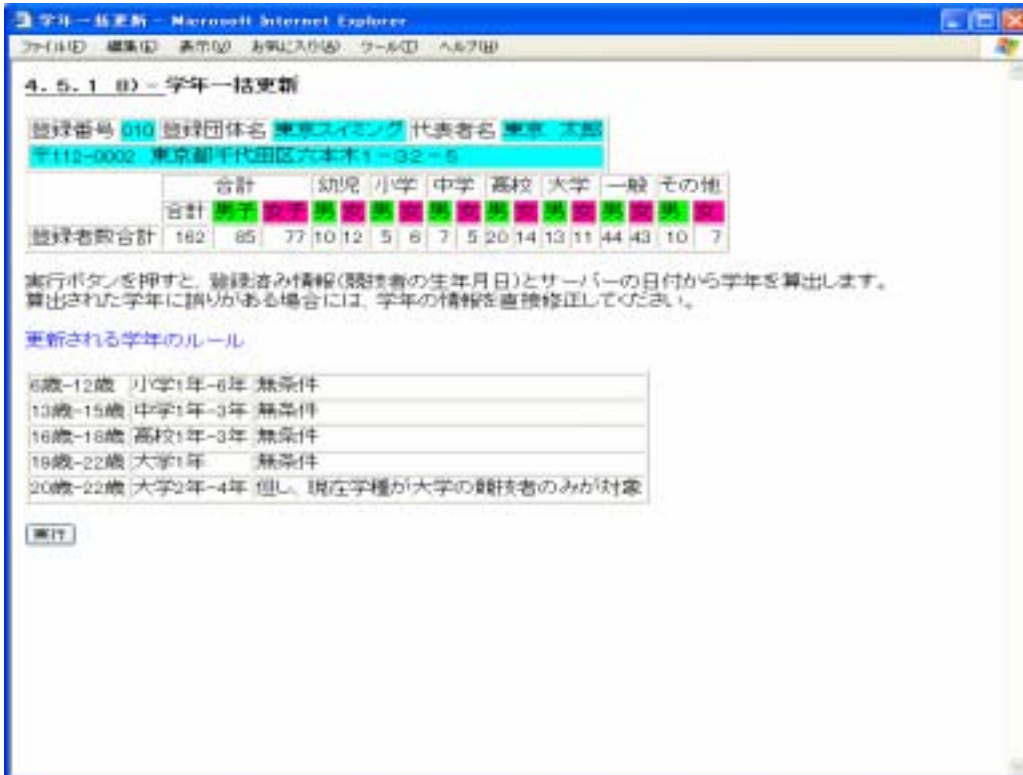 学年一括更新 - Microsoft Internet Explorer
ファイル(F) 編集(E) 表示(V) お気に入り(A) ツール(T) ヘルプ(H)
4.5.1 8)－学年一括更新
登録番号 010 登録団体名 東京スイミング 代表者名 東京 太郎
〒112-0002 東京都千代田区六本木1－32－5
合計 幼児 小学 中学 高校 大学 一般 その他
合計 男子 女子 男 女 男 女 男 女 男 女 男 女 男 女 男 女
登録者数合計 162 85 77 10 12 5 6 7 5 20 14 13 11 44 43 10 7
実行ボタンを押すと、登録済み情報(競技者の生年月日)とサーバーの日付から学年を算出します。
算出された学年に誤りがある場合には、学年の情報を直接修正してください。
更新される学年のルール
6歳-12歳 小学1年-6年 無条件
13歳-15歳 中学1年-3年 無条件
16歳-18歳 高校1年-3年 無条件
19歳-22歳 大学1年 無条件
20歳-22歳 大学2年-4年 但し、現在学種が大学の競技者のみが対象
実行